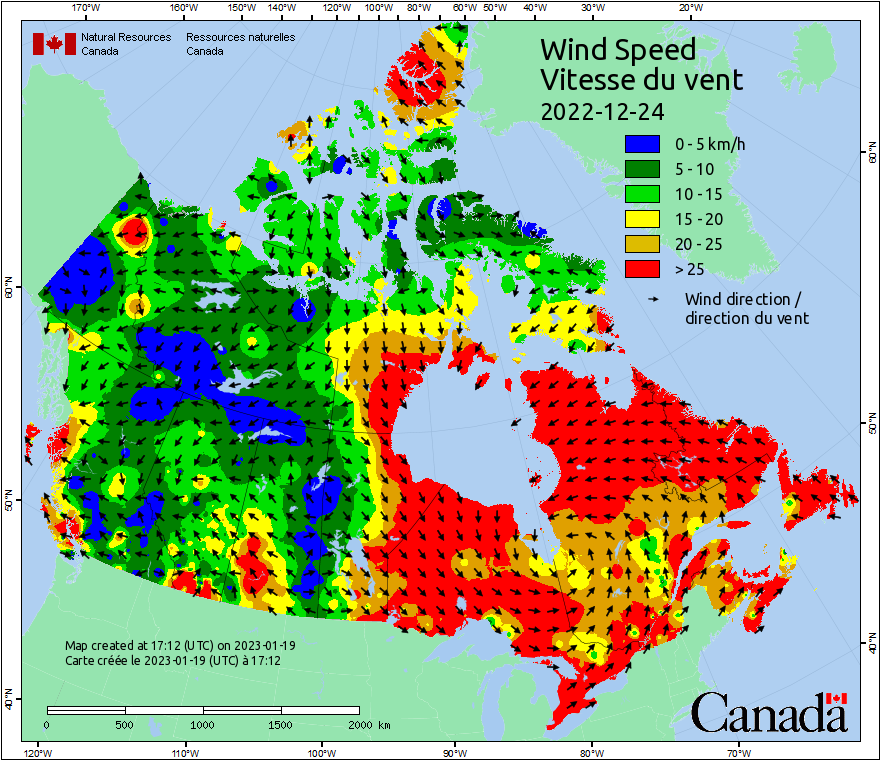 170°W 160°W 150°W 140°W 130°W 120°W 110°W 100°W 90°W 80°W 60°W 50°W 40°W 30°W 20°W
Natural Resources Ressources naturelles
Canada Canada
Wind Speed
Vitesse du vent
2022-12-24
0 - 5 km/h
5 - 10
10 - 15
15 - 20
20 - 25
> 25
Wind direction /
direction du vent
60°N 60°N
50°N 50°N
40°N 40°N
Map created at 17:12 (UTC) on 2023-01-19
Carte créée le 2023-01-19 (UTC) à 17:12
0 500 1000 1500 2000 km
Canada
120°W 110°W 100°W 90°W 80°W 70°W